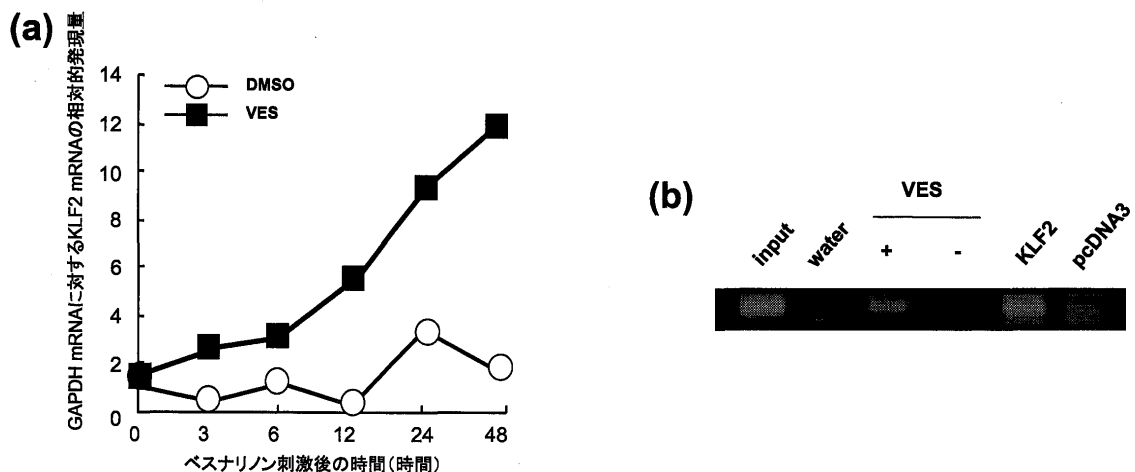 (a)
GAPDH mRNAに対するKLF2 mRNAの相対的発現量
14
12
10
8
6
4
2
0
DMSO
VES
0 3 6 12 24 48
ベスナリノン刺激後の時間(時間)
(b)
VES
input water + - KLF2 pcDNA3